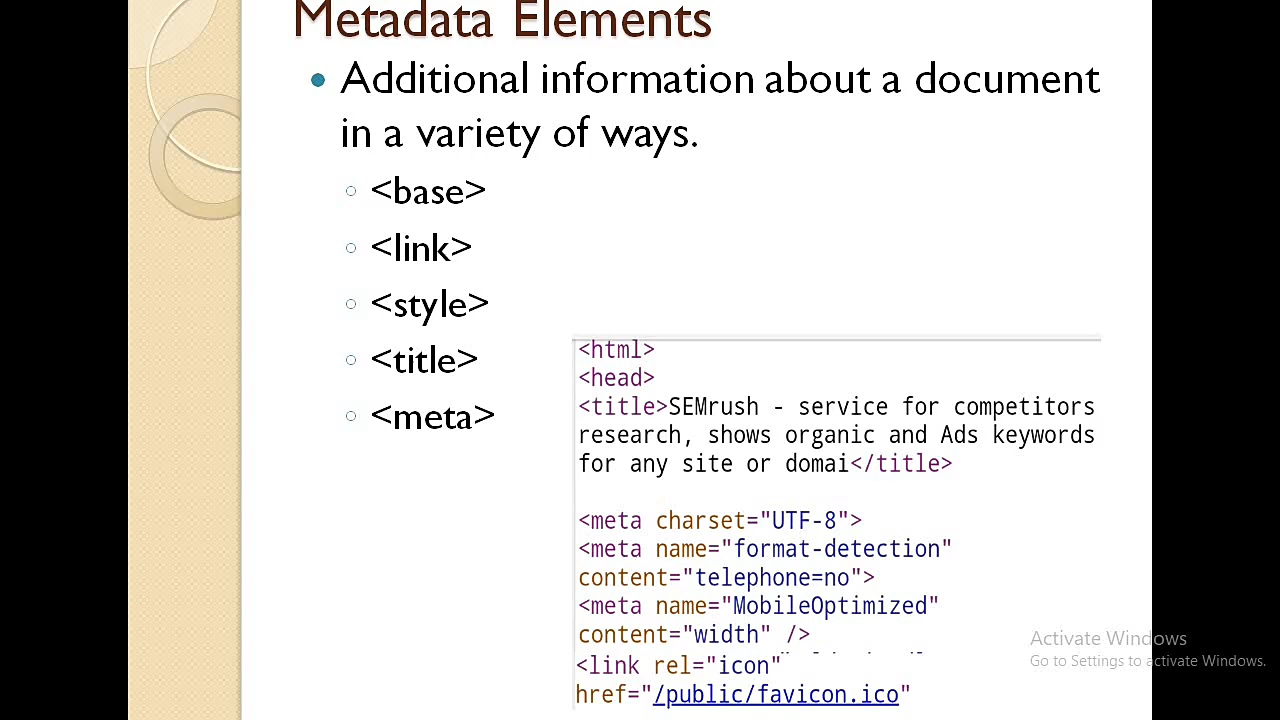 Metadata Elements
Additional information about a document
in a variety of ways.
<base>
<link>
<style>
<title>
<meta>
<html>
<head>
<title>SEMrush - service for competitors
research, shows organic and Ads keywords
for any site or domai</title>
<meta charset="UTF-8">
<meta name="format-detection"
content="telephone=no">
<meta name="MobileOptimized"
content="width" />
<link rel="icon"
href="/public/favicon.ico"
Activate Windows
Go to Settings to activate Windows.